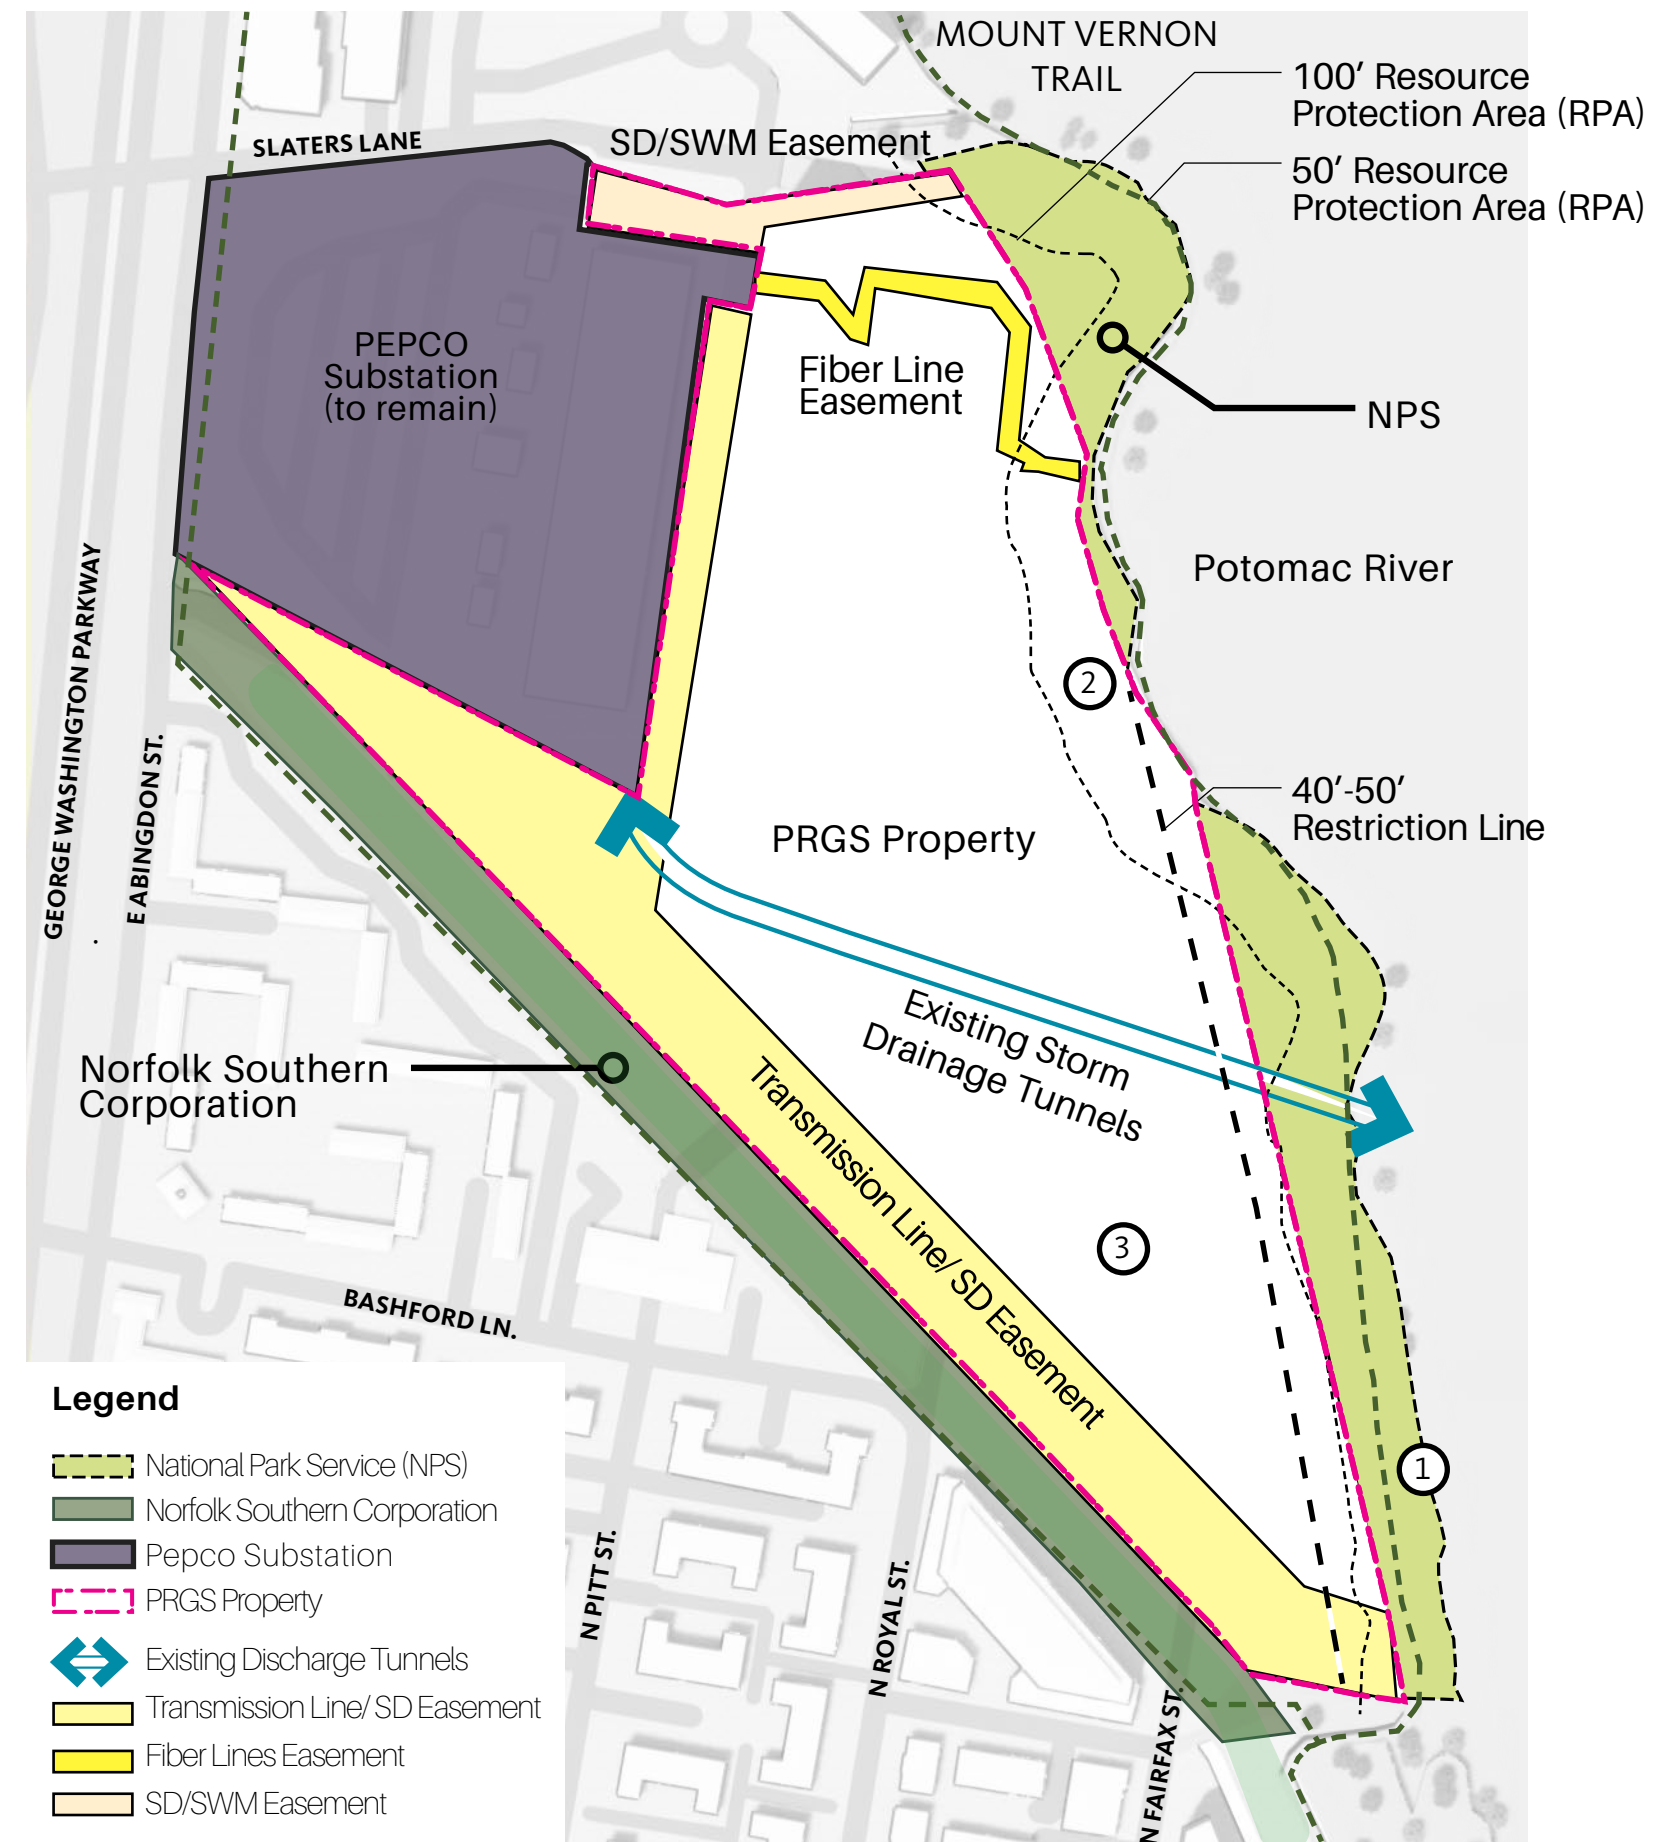 MOUNT VERNON
TRAIL
100’ Resource
Protection Area (RPA)
50’ Resource
Protection Area (RPA)
SLATERS LANE
SD/SWM Easement
PEPCO
Substation
(to remain)
Fiber Line
Easement
NPS
Potomac River
GEORGE WASHINGTON PARKWAY
E ABINGDON ST.
2
40’-50’
Restriction Line
PRGS Property
Existing Storm
Drainage Tunnels
Norfolk Southern
Corporation
Transmission Line/ SD Easement
3
BASHFORD LN.
1
N PITT ST.
N ROYAL ST.
N FAIRFAX ST.
Legend
National Park Service (NPS)
Norfolk Southern Corporation
Pepco Substation
PRGS Property
Existing Discharge Tunnels
Transmission Line/ SD Easement
Fiber Lines Easement
SD/SWM Easement